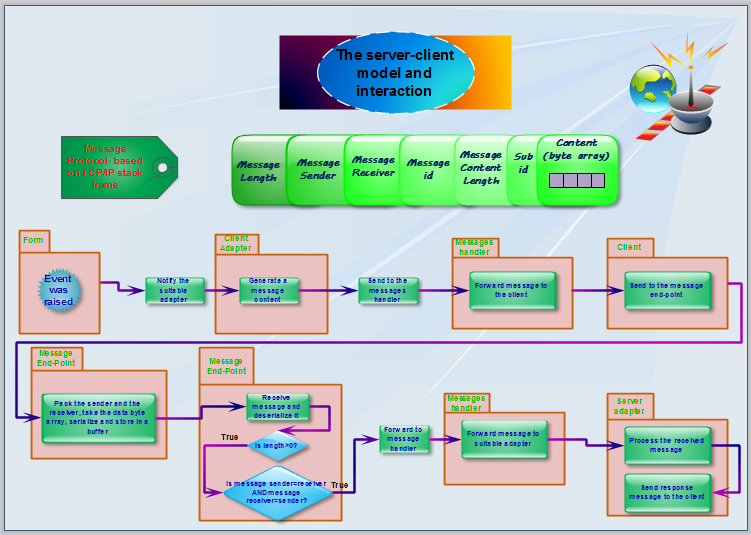 The server-client
model and
interaction
Message
Protocol- based
on TCP/IP stack
frame
Message
Length
Message
Sender
Message
Receiver
Message
id
Message
Content
Length
Sub
id
Content
(byte array)
Form
Event
was
raised
Notify the
suitable
adapter
Client
Adapter
Generate a
message
content
Send to the
messages
handler
Messages
handler
Forward message to
the client
Client
Send to the message
end-point
Message
End-Point
Pack the sender and the
receiver, take the data byte
array, serialize and store in a
buffer
Message
End-Point
Receive
message and
deserialize it
Is length>0?
True
Is message sender=receiver
AND message
receiver=sender?
True
Forward to
message
handler
Messages
handler
Forward message to
suitable adapter
Server
adapter
Process the received
message
Send response
message to the client